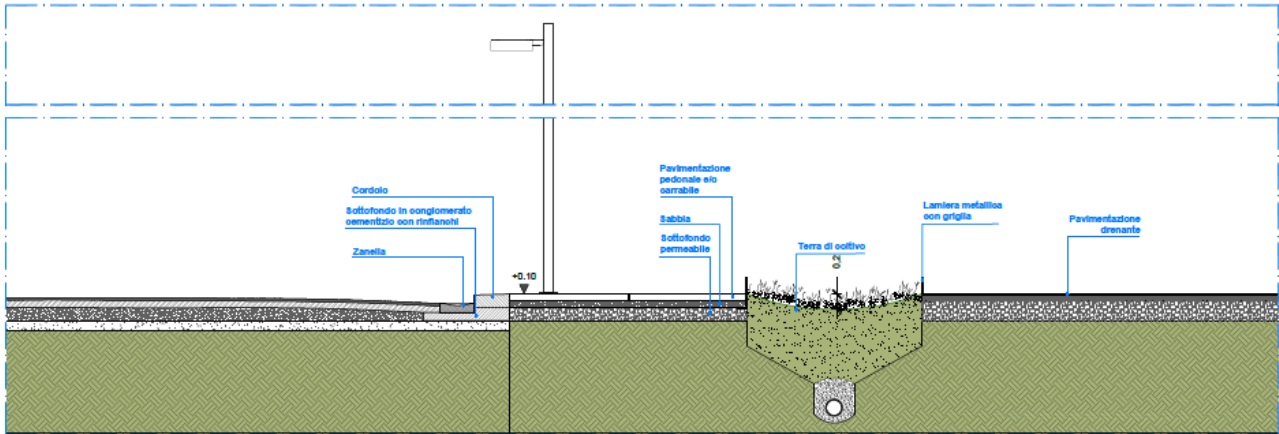 Pavimentazione
pedonale e/o
carrabile
Cordolo
Sottofondo in conglomerato
cementizio con rinfianchi
Zanella
Sabbia
Sottofondo
permeabile
Terra di coltivo
Lamiera metallica
con griglia
Pavimentazione
drenante
+0.10
0.2